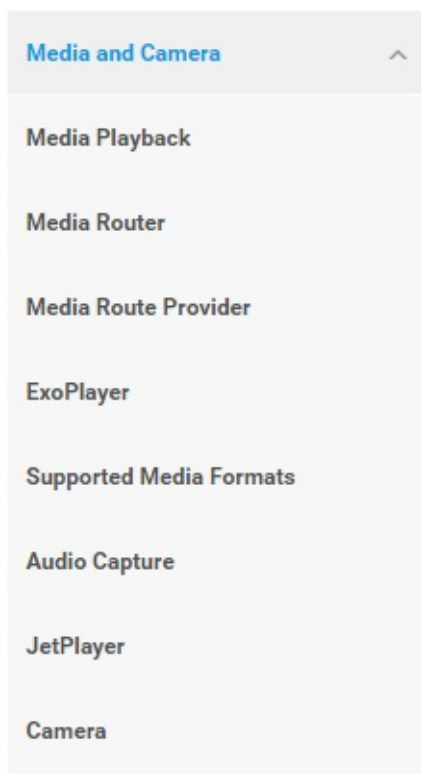 Media and Camera
Media Playback
Media Router
Media Route Provider
ExoPlayer
Supported Media Formats
Audio Capture
JetPlayer
Camera